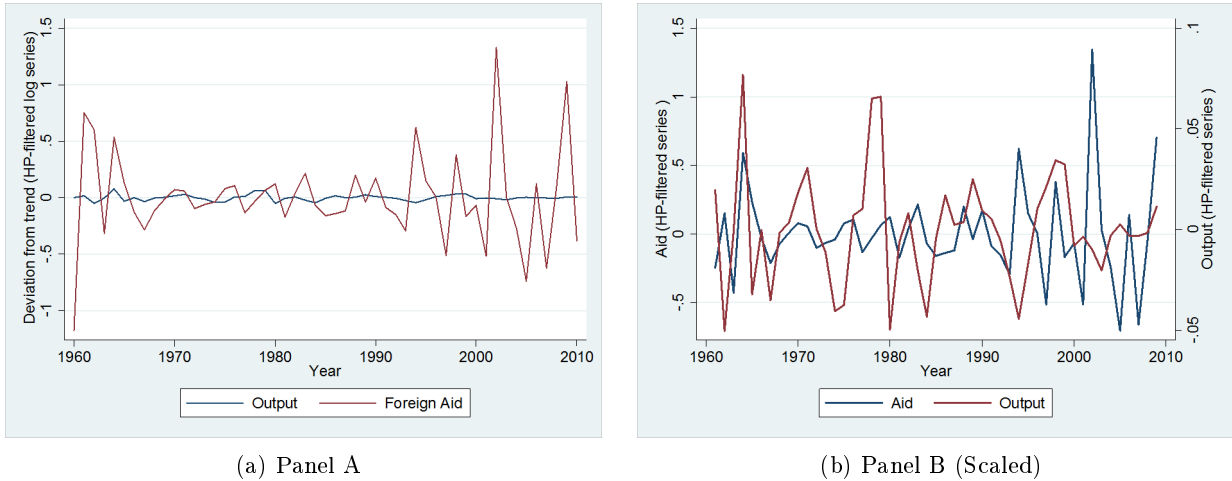 Deviation from trend (HP-filtered log series)
1.5
1
.5
0
-.5
-1
1960
1970
1980
1990
2000
2010
Year
Output
Foreign Aid
(a) Panel A
Aid (HP-filtered series )
1.5
1
.5
0
-.5
Output (HP-filtered series )
.1
.05
0
-.05
1960
1970
1980
1990
2000
2010
Year
Aid
Output
(b) Panel B (Scaled)